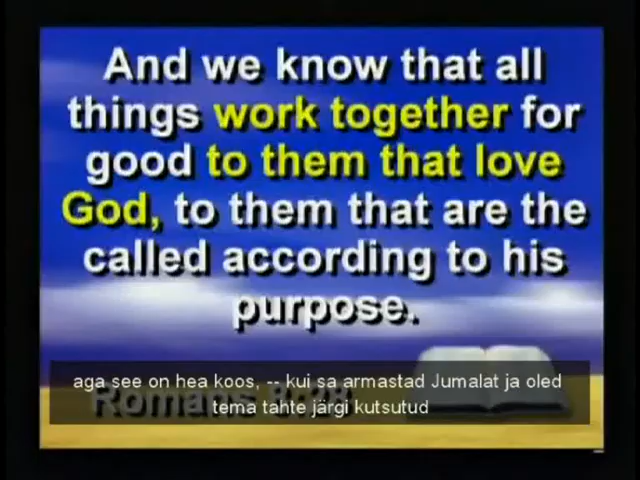 And we know that all
things work together for
good to them that love
God, to them that are the
called according to his
purpose.
aga see on hea koos, -- kui sa armastad Jumalat ja oled
Romans 8:28
tema tahte järgi kutsutud